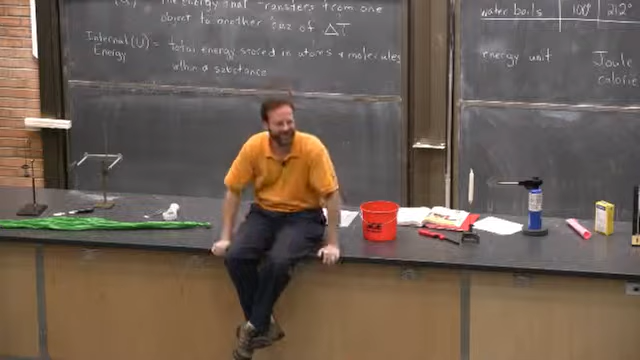 the energy that transfers from one
object to another 'cuz of ΔT
Internal (U) = total energy stored in atoms + molecules
Energy
within a substance
water boils 100° 212°
energy unit Joule
calorie